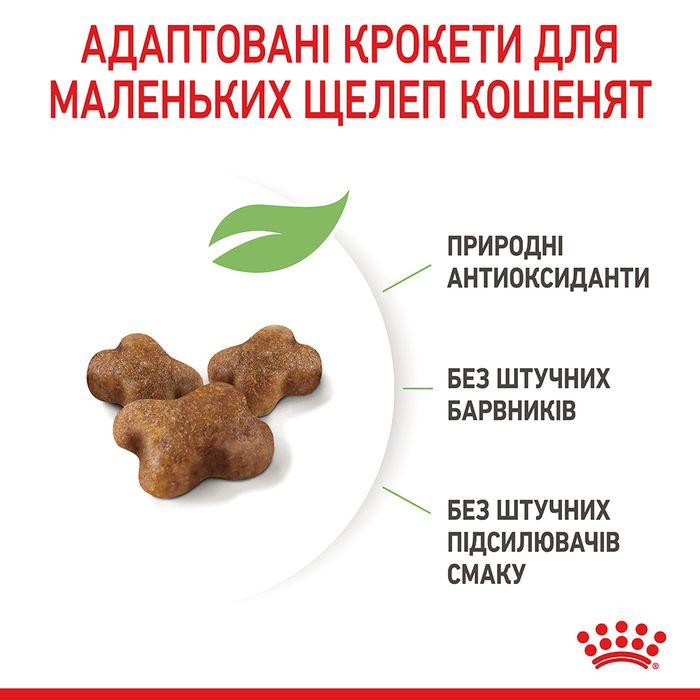 АДАПТОВАНІ КРОКЕТИ ДЛЯ
МАЛЕНЬКИХ ЩЕЛЕП КОШЕНЯТ
ПРИРОДНІ
АНТИОКСИДАНТИ
БЕЗ ШТУЧНИХ
БАРВНИКІВ
БЕЗ ШТУЧНИХ
ПІДСИЛЮВАЧІВ
СМАКУ
®